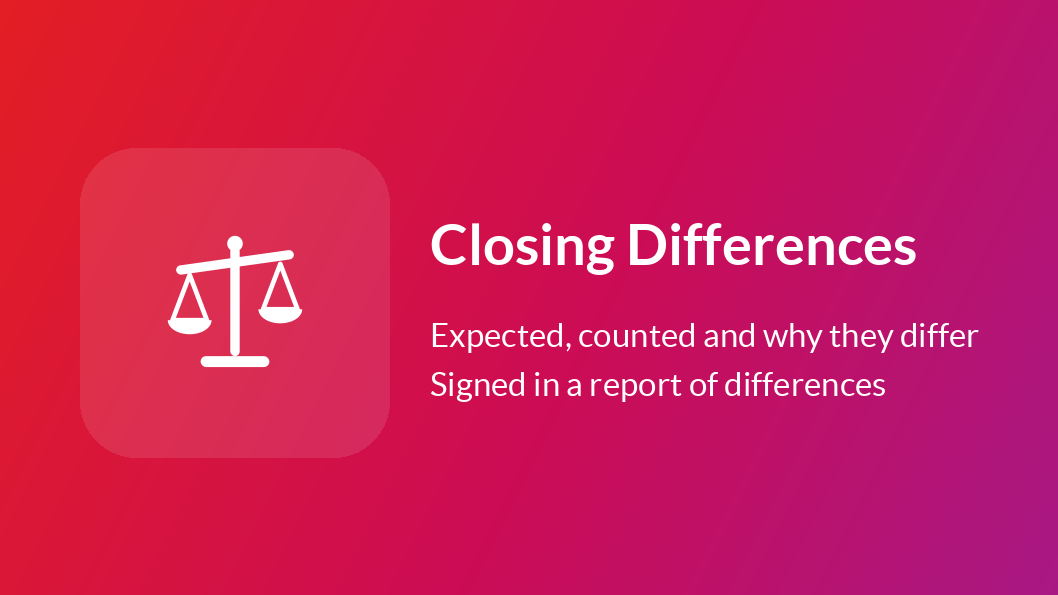 Closing Differences
Expected, counted and why they differ
Signed in a report of differences